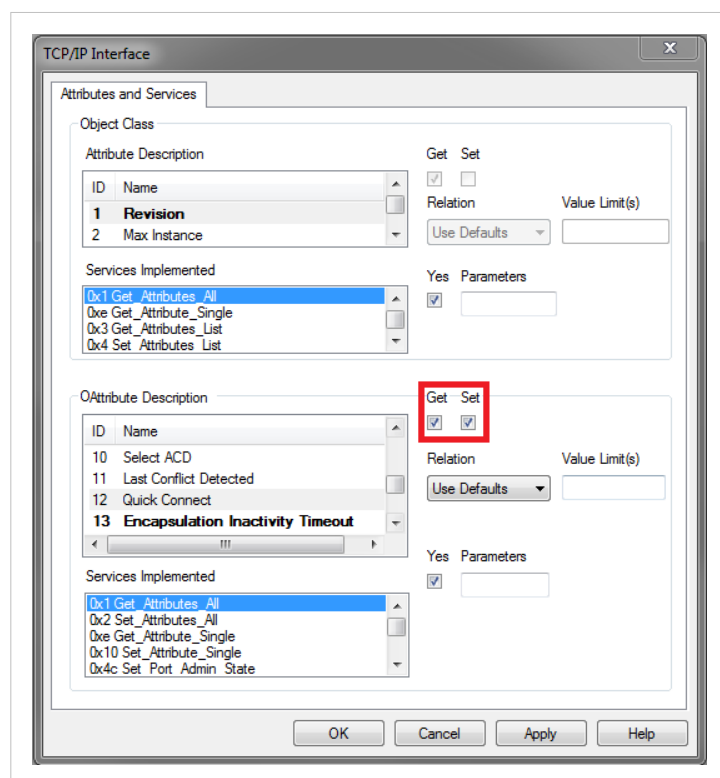 TCP/IP Interface
x
Attributes and Services
Object Class
Attribute Description
Get Set
ID Name
1 Revision
2 Max Instance
Relation Value Limit(s)
Use Defaults
Services Implemented
Yes Parameters
0x1 Get_Attributes_All
0xe Get_Attribute_Single
0x3 Get_Attributes_List
0x4 Set_Attributes_List
OAttribute Description
Get Set
ID Name
10 Select ACD
11 Last Conflict Detected
12 Quick Connect
13 Encapsulation Inactivity Timeout
Relation Value Limit(s)
Use Defaults
Yes Parameters
Services Implemented
0x1 Get_Attributes_All
0x2 Set_Attributes_All
0xe Get_Attribute_Single
0x10 Set_Attribute_Single
0x4c Set_Port_Admin_State
OK Cancel Apply Help